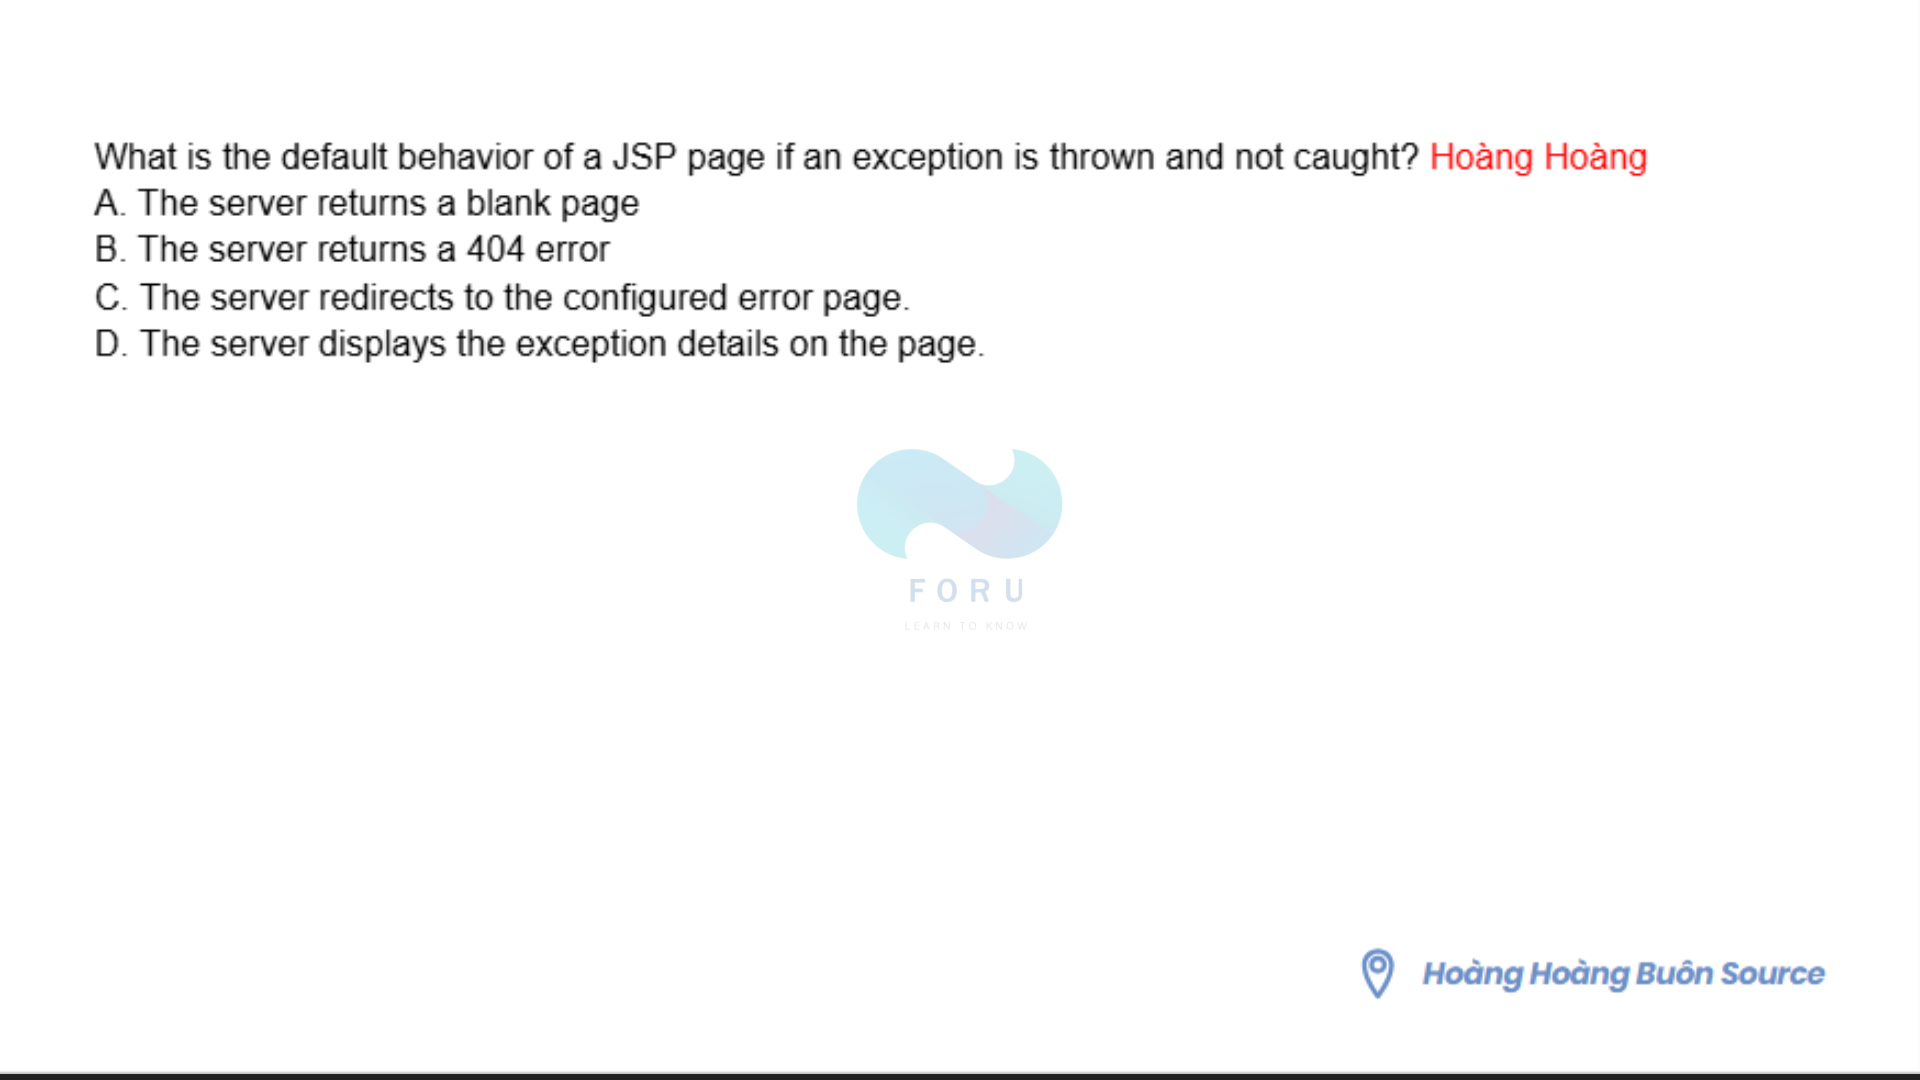 What is the default behavior of a JSP page if an exception is thrown and not caught? Hoàng Hoàng
A. The server returns a blank page
B. The server returns a 404 error
C. The server redirects to the configured error page.
D. The server displays the exception details on the page.
FORU
LEARN TO KNOW
Hoàng Hoàng Buôn Source